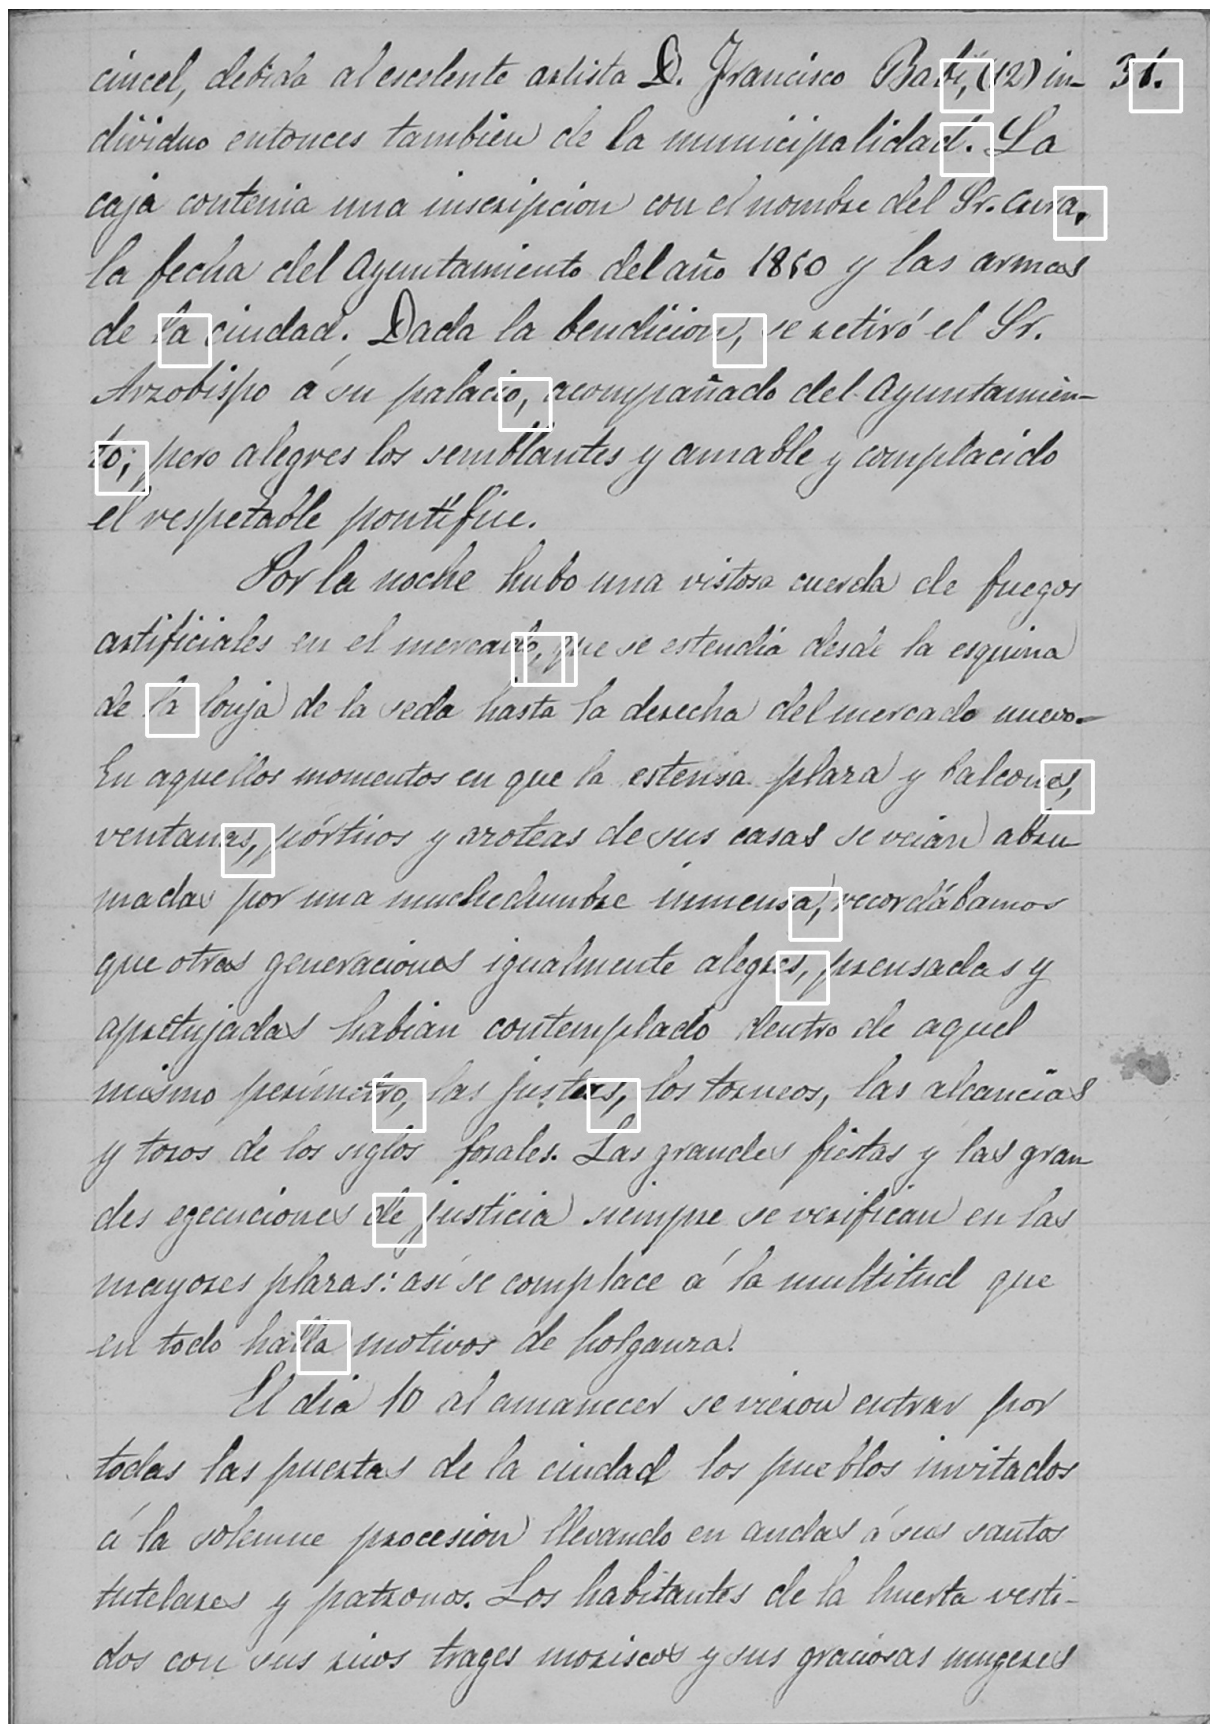 cincel, debida al escelente artista D. Francisco Babí, (12) in- 31.
dividuo entonces tambien de la municipalidad. La
caja contenia una inscripcion con el nombre del Sr. Cura,
la fecha del Ayuntamiento del año 1850 y las armas
de la ciudad. Dada la bendicion, se retiró el Sr.
Arzobispo á su palacio, acompañado del Ayuntamien-
to; pero alegres los semblantes y amable y complacido
el respetable pontífice.
Por la noche hubo una vistosa cuerda de fuegos
artificiales en el mercado, que se estendia desde la esquina
de la lonja de la seda hasta la derecha del mercado nuevo.
En aquellos momentos en que la estensa plaza y balcones,
ventanas, pórticos y azoteas de sus casas se veian abru
madas por una muchedumbre inmensa, recordábamos
que otras generaciones igualmente alegres, prensadas y
apretujadas habian contemplado dentro de aquel
mismo perímetro, las justas, los torneos, las alcancias
y toros de los siglos forales. Las grandes fiestas y las gran
des egecuciones de justicia siempre se verifican en las
mayores plazas: asi se complace á la multitud que
en todo halla motivos de holganza.
El dia 10 al amanecer se vieron entrar por
todas las puertas de la ciudad los pueblos invitados
á la solemne procesion llevando en andas á sus santos
tutelares y patronos. Los habitantes de la huerta vesti-
dos con sus ricos trages moriscos y sus graciosas mugeres